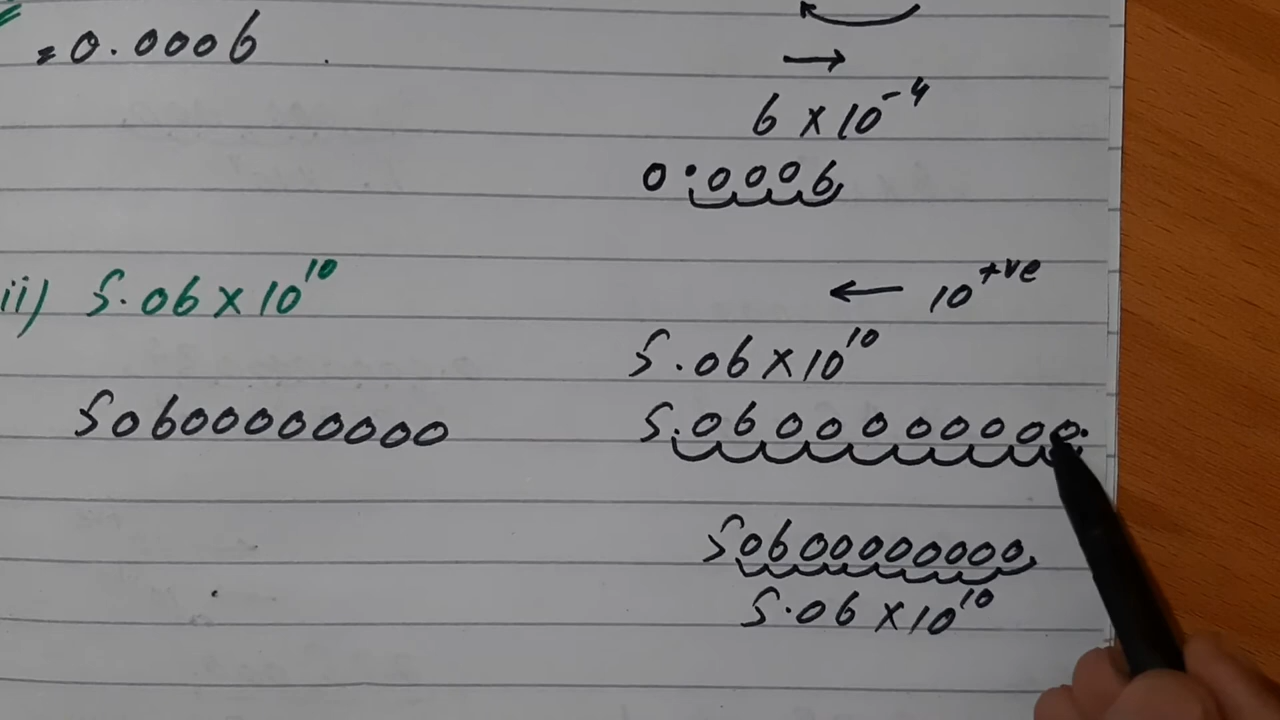 = 0.0006
6 × 10⁻⁴
0.0006
ii) 5.06 × 10¹⁰
← 10⁺ᵛᵉ
5.06 × 10¹⁰
50600000000
5.0600000000.
50600000000
5.06 × 10¹⁰